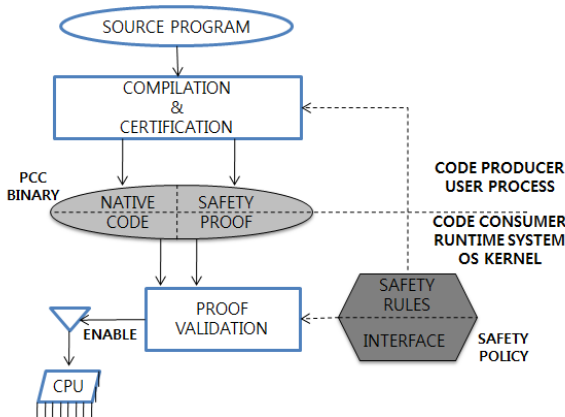 SOURCE PROGRAM
COMPILATION
&
CERTIFICATION
PCC
BINARY
NATIVE
CODE
SAFETY
PROOF
CODE PRODUCER
USER PROCESS
CODE CONSUMER
RUNTIME SYSTEM
OS KERNEL
SAFETY
RULES
INTERFACE
SAFETY
POLICY
PROOF
VALIDATION
ENABLE
CPU